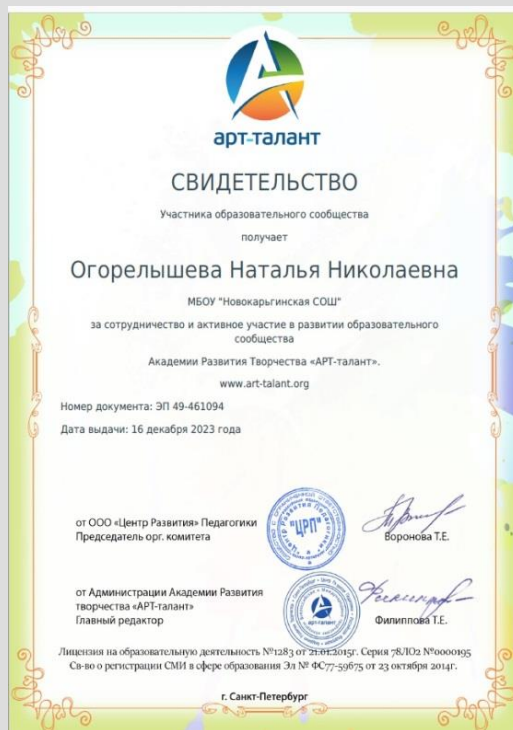 арт-талант
СВИДЕТЕЛЬСТВО
Участника образовательного сообщества
получает
Огорелышева Наталья Николаевна
МБОУ "Новокарьгинская СОШ"
за сотрудничество и активное участие в развитии образовательного
сообщества
Академии Развития Творчества «АРТ-талант».
www.art-talant.org
Номер документа: ЭП 49-461094
Дата выдачи: 16 декабря 2023 года
от ООО «Центр Развития» Педагогики
Председатель орг. комитета
"ЦРП"
Воронова Т.Е.
от Администрации Академии Развития
творчества «АРТ-талант»
Главный редактор
арт-талант
Филиппова Т.Е.
Лицензия на образовательную деятельность №1283 от 21.01.2015г. Серия 78ЛО2 №0000195
Св-во о регистрации СМИ в сфере образования Эл № ФС77-59675 от 23 октября 2014г.
г. Санкт-Петербург